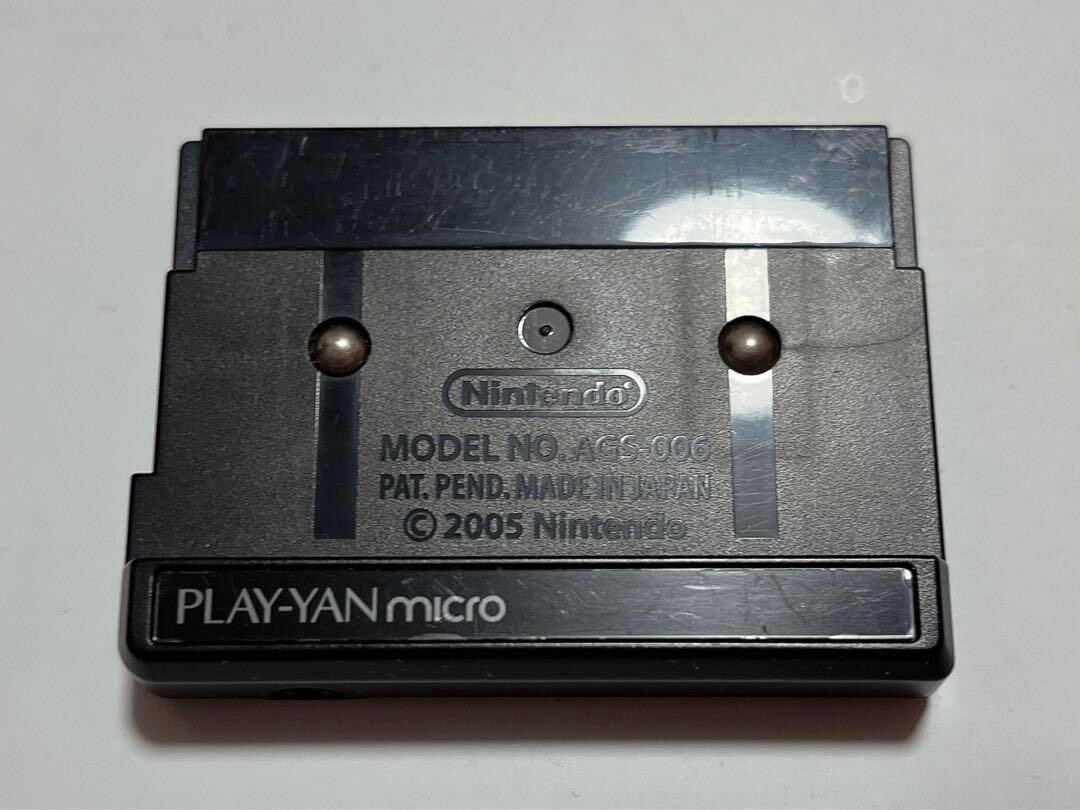 Nintendo®
MODEL NO. AGS-006
PAT. PEND. MADE IN JAPAN
© 2005 Nintendo
PLAY-YAN micro